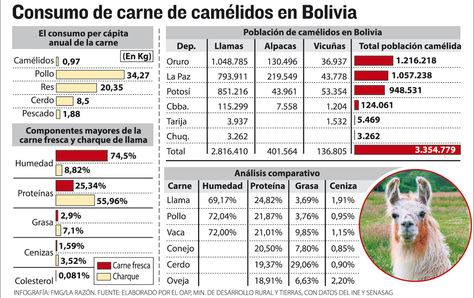 Consumo de carne de camélidos en Bolivia
El consumo per cápita
anual de la carne
(En Kg)
Camélidos 0,97
Pollo 34,27
Res 20,35
Cerdo 8,5
Pescado 1,88
Componentes mayores de la
carne fresca y charque de llama
Humedad 74,5%
8,82%
Proteínas 25,34%
55,96%
Grasa 2,9%
7,1%
Cenizas 1,59%
3,52%
Colesterol 0,081%
Carne fresca
Charque
Población de camélidos en Bolivia
Dep. Llamas Alpacas Vicuñas Total población camélida
Oruro 1.048.785 130.496 36.937 1.216.218
La Paz 793.911 219.549 43.778 1.057.238
Potosí 851.216 43.961 53.354 948.531
Cbba. 115.299 7.558 1.204 124.061
Tarija 3.937 1.532 5.469
Chuq. 3.262 3.262
Total 2.816.410 401.564 136.805 3.354.779
Análisis comparativo
Carne Humedad Proteína Grasa Ceniza
Llama 69,17% 24,82% 3,69% 1,91%
Pollo 72,04% 21,87% 3,76% 0,95%
Vaca 72,00% 21,01% 9,85% 1,15%
Conejo 20,50% 7,80% 0,85%
Cerdo 19,37% 29,06% 0,90%
Oveja 18,91% 6,63% 2,20%
INFOGRAFÍA: FMG/LA RAZÓN. FUENTE: ELABORADO POR EL OAP, MIN. DE DESARROLLO RURAL Y TIERRAS, CON DATOS DEL INE Y SENASAG